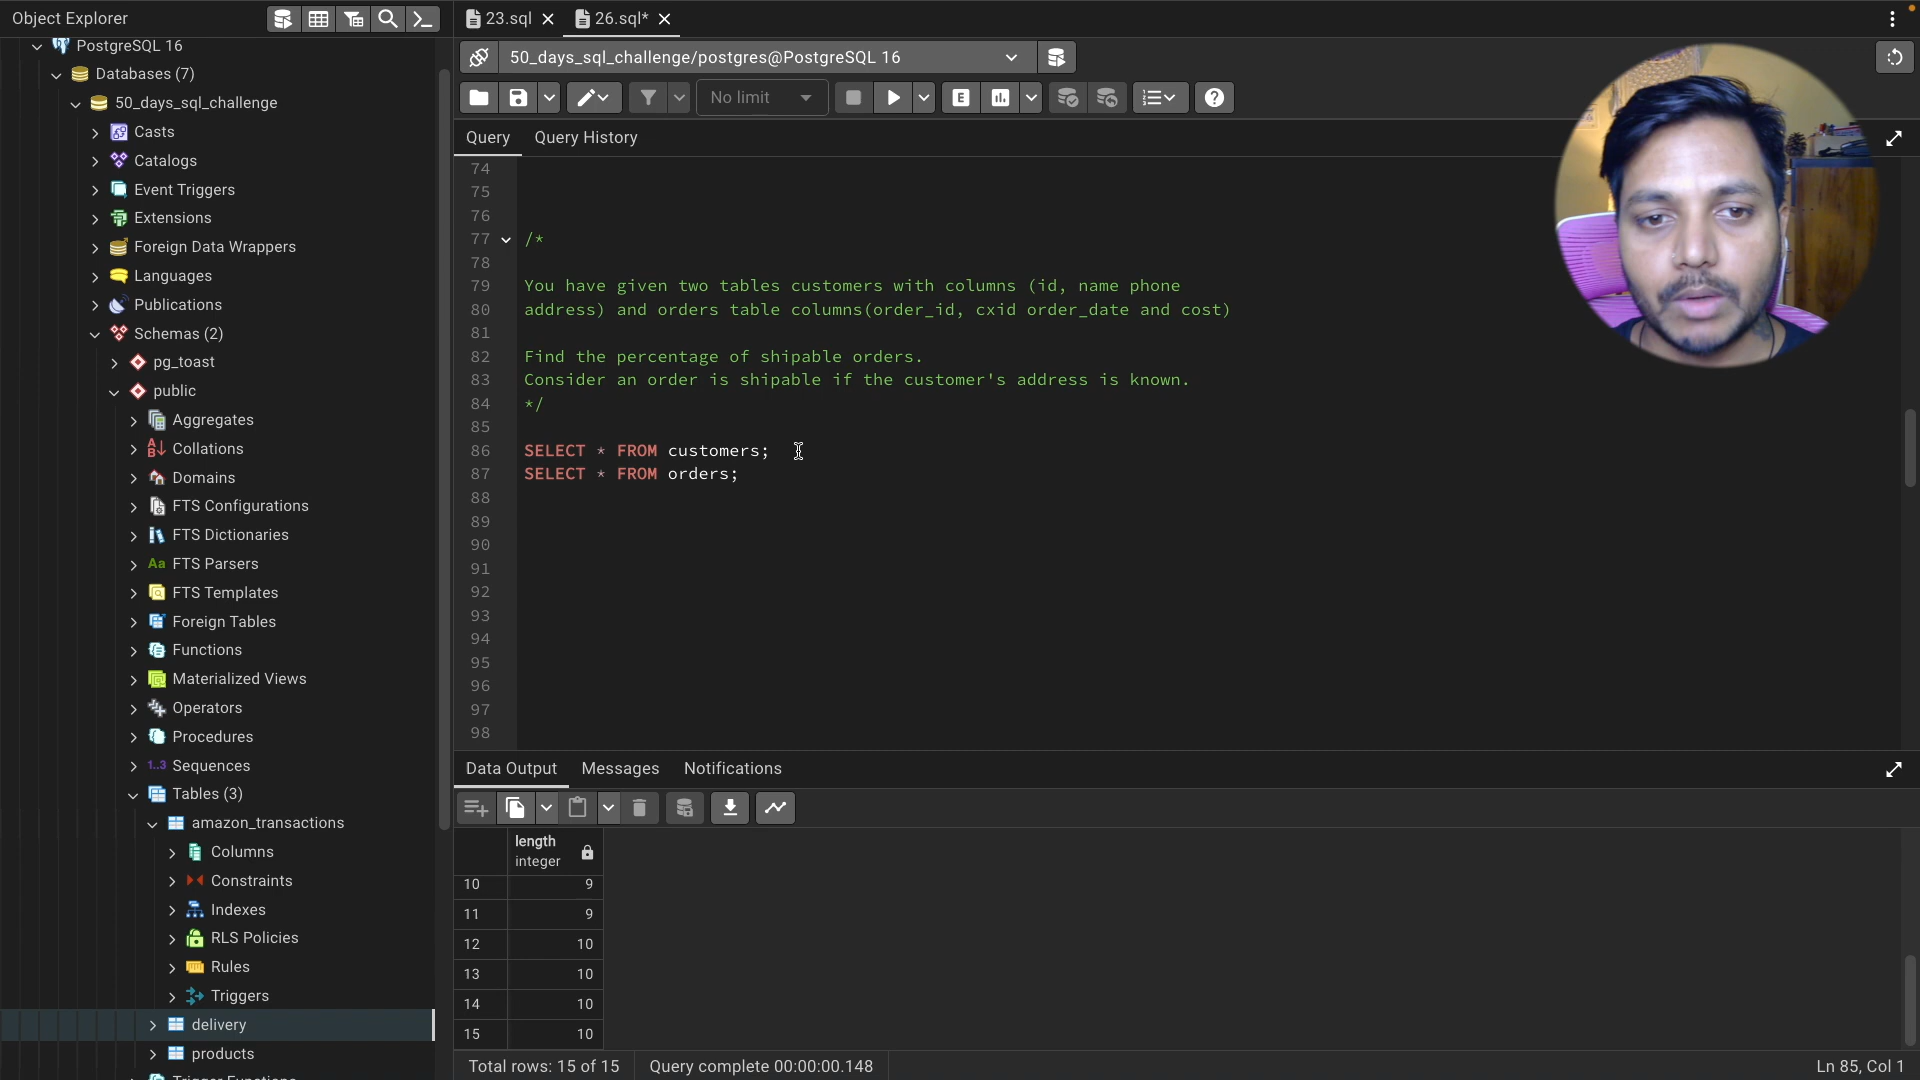 Object Explorer
PostgreSQL 16
Databases (7)
50_days_sql_challenge
Casts
Catalogs
Event Triggers
Extensions
Foreign Data Wrappers
Languages
Publications
Schemas (2)
pg_toast
public
Aggregates
Collations
Domains
FTS Configurations
FTS Dictionaries
Aa FTS Parsers
FTS Templates
Foreign Tables
Functions
Materialized Views
Operators
Procedures
1..3 Sequences
Tables (3)
amazon_transactions
Columns
Constraints
Indexes
RLS Policies
Rules
Triggers
delivery
products
Trigger Functions
23.sql
26.sql*
50_days_sql_challenge/postgres@PostgreSQL 16
No limit
E
Query Query History
74
75
76
77 /*
78
79 You have given two tables customers with columns (id, name phone
80 address) and orders table columns(order_id, cxid order_date and cost)
81
82 Find the percentage of shipable orders.
83 Consider an order is shipable if the customer's address is known.
84 */
85
86 SELECT * FROM customers;
87 SELECT * FROM orders;
88
89
90
91
92
93
94
95
96
97
98
Data Output Messages Notifications
length
integer
10 9
11 9
12 10
13 10
14 10
15 10
Total rows: 15 of 15 Query complete 00:00:00.148 Ln 85, Col 1